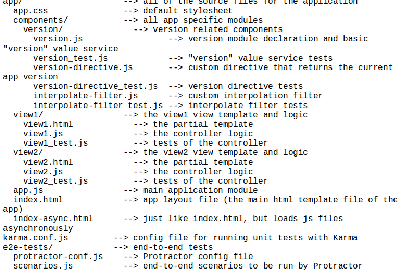 app/                    --> all of the source files for the application
  app.css               --> default stylesheet
  components/           --> all app specific modules
    version/              --> version related components
      version.js                 --> version module declaration and basic
"version" value service
      version_test.js            --> "version" value service tests
      version-directive.js       --> custom directive that returns the current
app version
      version-directive_test.js  --> version directive tests
      interpolate-filter.js      --> custom interpolation filter
      interpolate-filter_test.js --> interpolate filter tests
  view1/                --> the view1 view template and logic
    view1.html            --> the partial template
    view1.js              --> the controller logic
    view1_test.js         --> tests of the controller
  view2/                --> the view2 view template and logic
    view2.html            --> the partial template
    view2.js              --> the controller logic
    view2_test.js         --> tests of the controller
  app.js                --> main application module
  index.html            --> app layout file (the main html template file of the
app)
  index-async.html      --> just like index.html, but loads js files
asynchronously
karma.conf.js         --> config file for running unit tests with Karma
e2e-tests/            --> end-to-end tests
  protractor-conf.js    --> Protractor config file
  scenarios.js          --> end-to-end scenarios to be run by Protractor